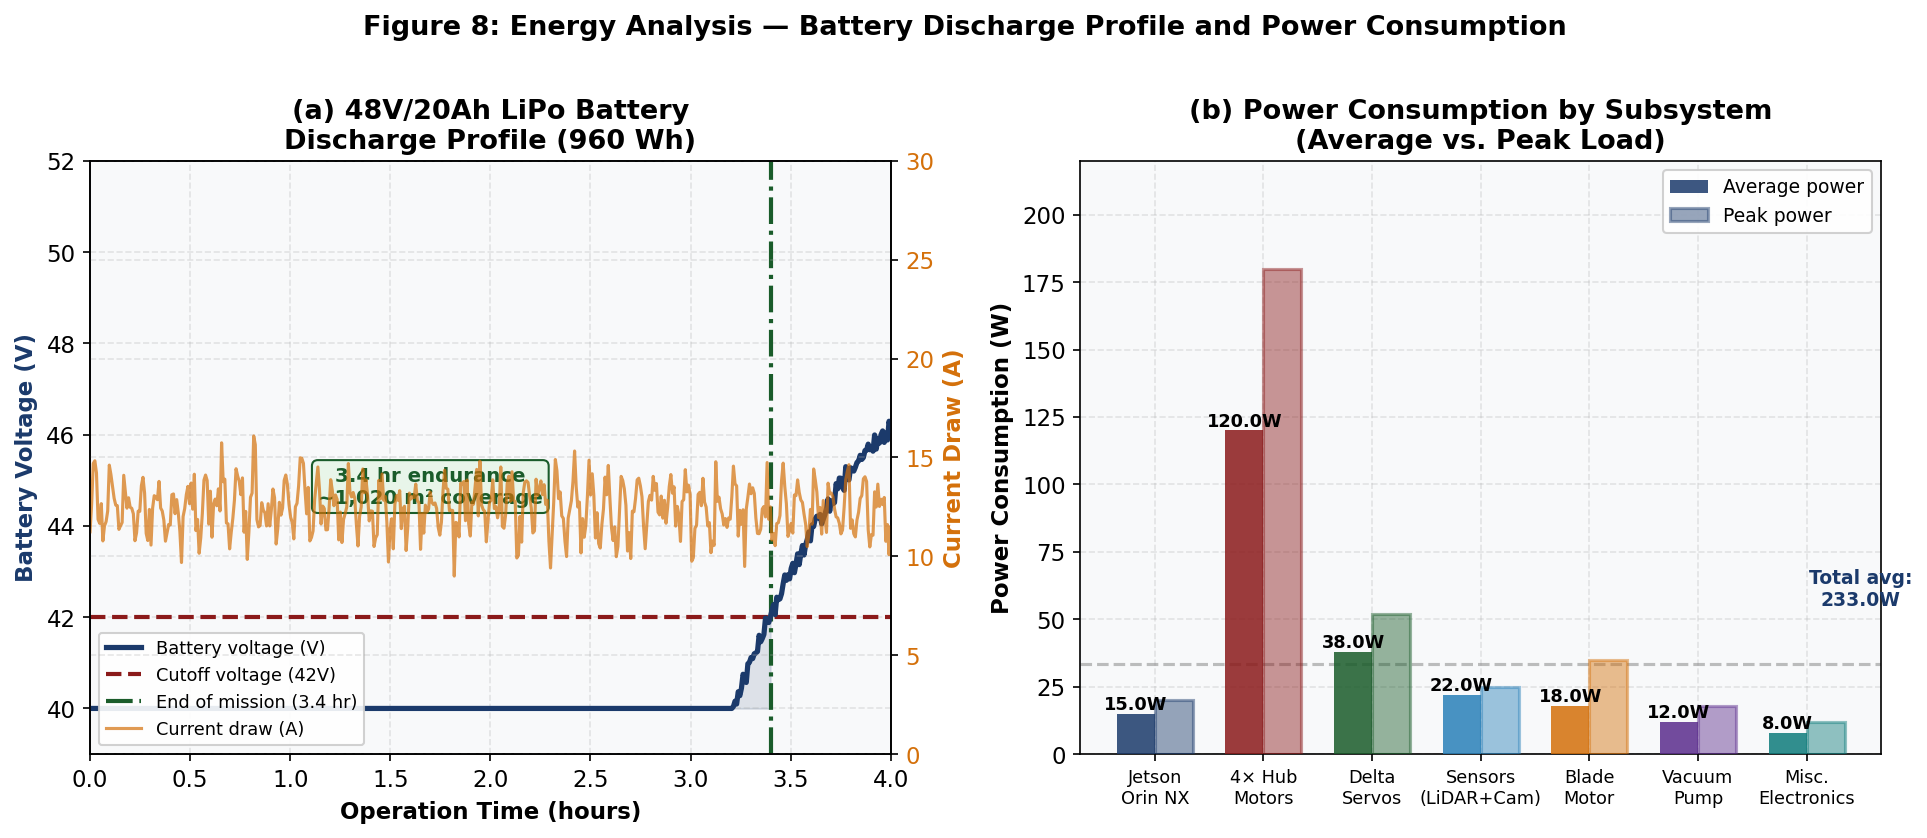 Figure 8: Energy Analysis — Battery Discharge Profile and Power Consumption
(a) 48V/20Ah LiPo Battery
Discharge Profile (960 Wh)
52
50
48
46
44
42
40
Battery Voltage (V)
30
25
20
15
10
5
0
Current Draw (A)
3.4 hr endurance
~1,020 m² coverage
Battery voltage (V)
Cutoff voltage (42V)
End of mission (3.4 hr)
Current draw (A)
0.0 0.5 1.0 1.5 2.0 2.5 3.0 3.5 4.0
Operation Time (hours)
(b) Power Consumption by Subsystem
(Average vs. Peak Load)
Average power
Peak power
200
175
150
125
100
75
50
25
0
Power Consumption (W)
15.0W
120.0W
38.0W
22.0W
18.0W
12.0W
8.0W
Total avg:
233.0W
Jetson
Orin NX
4× Hub
Motors
Delta
Servos
Sensors
(LiDAR+Cam)
Blade
Motor
Vacuum
Pump
Misc.
Electronics